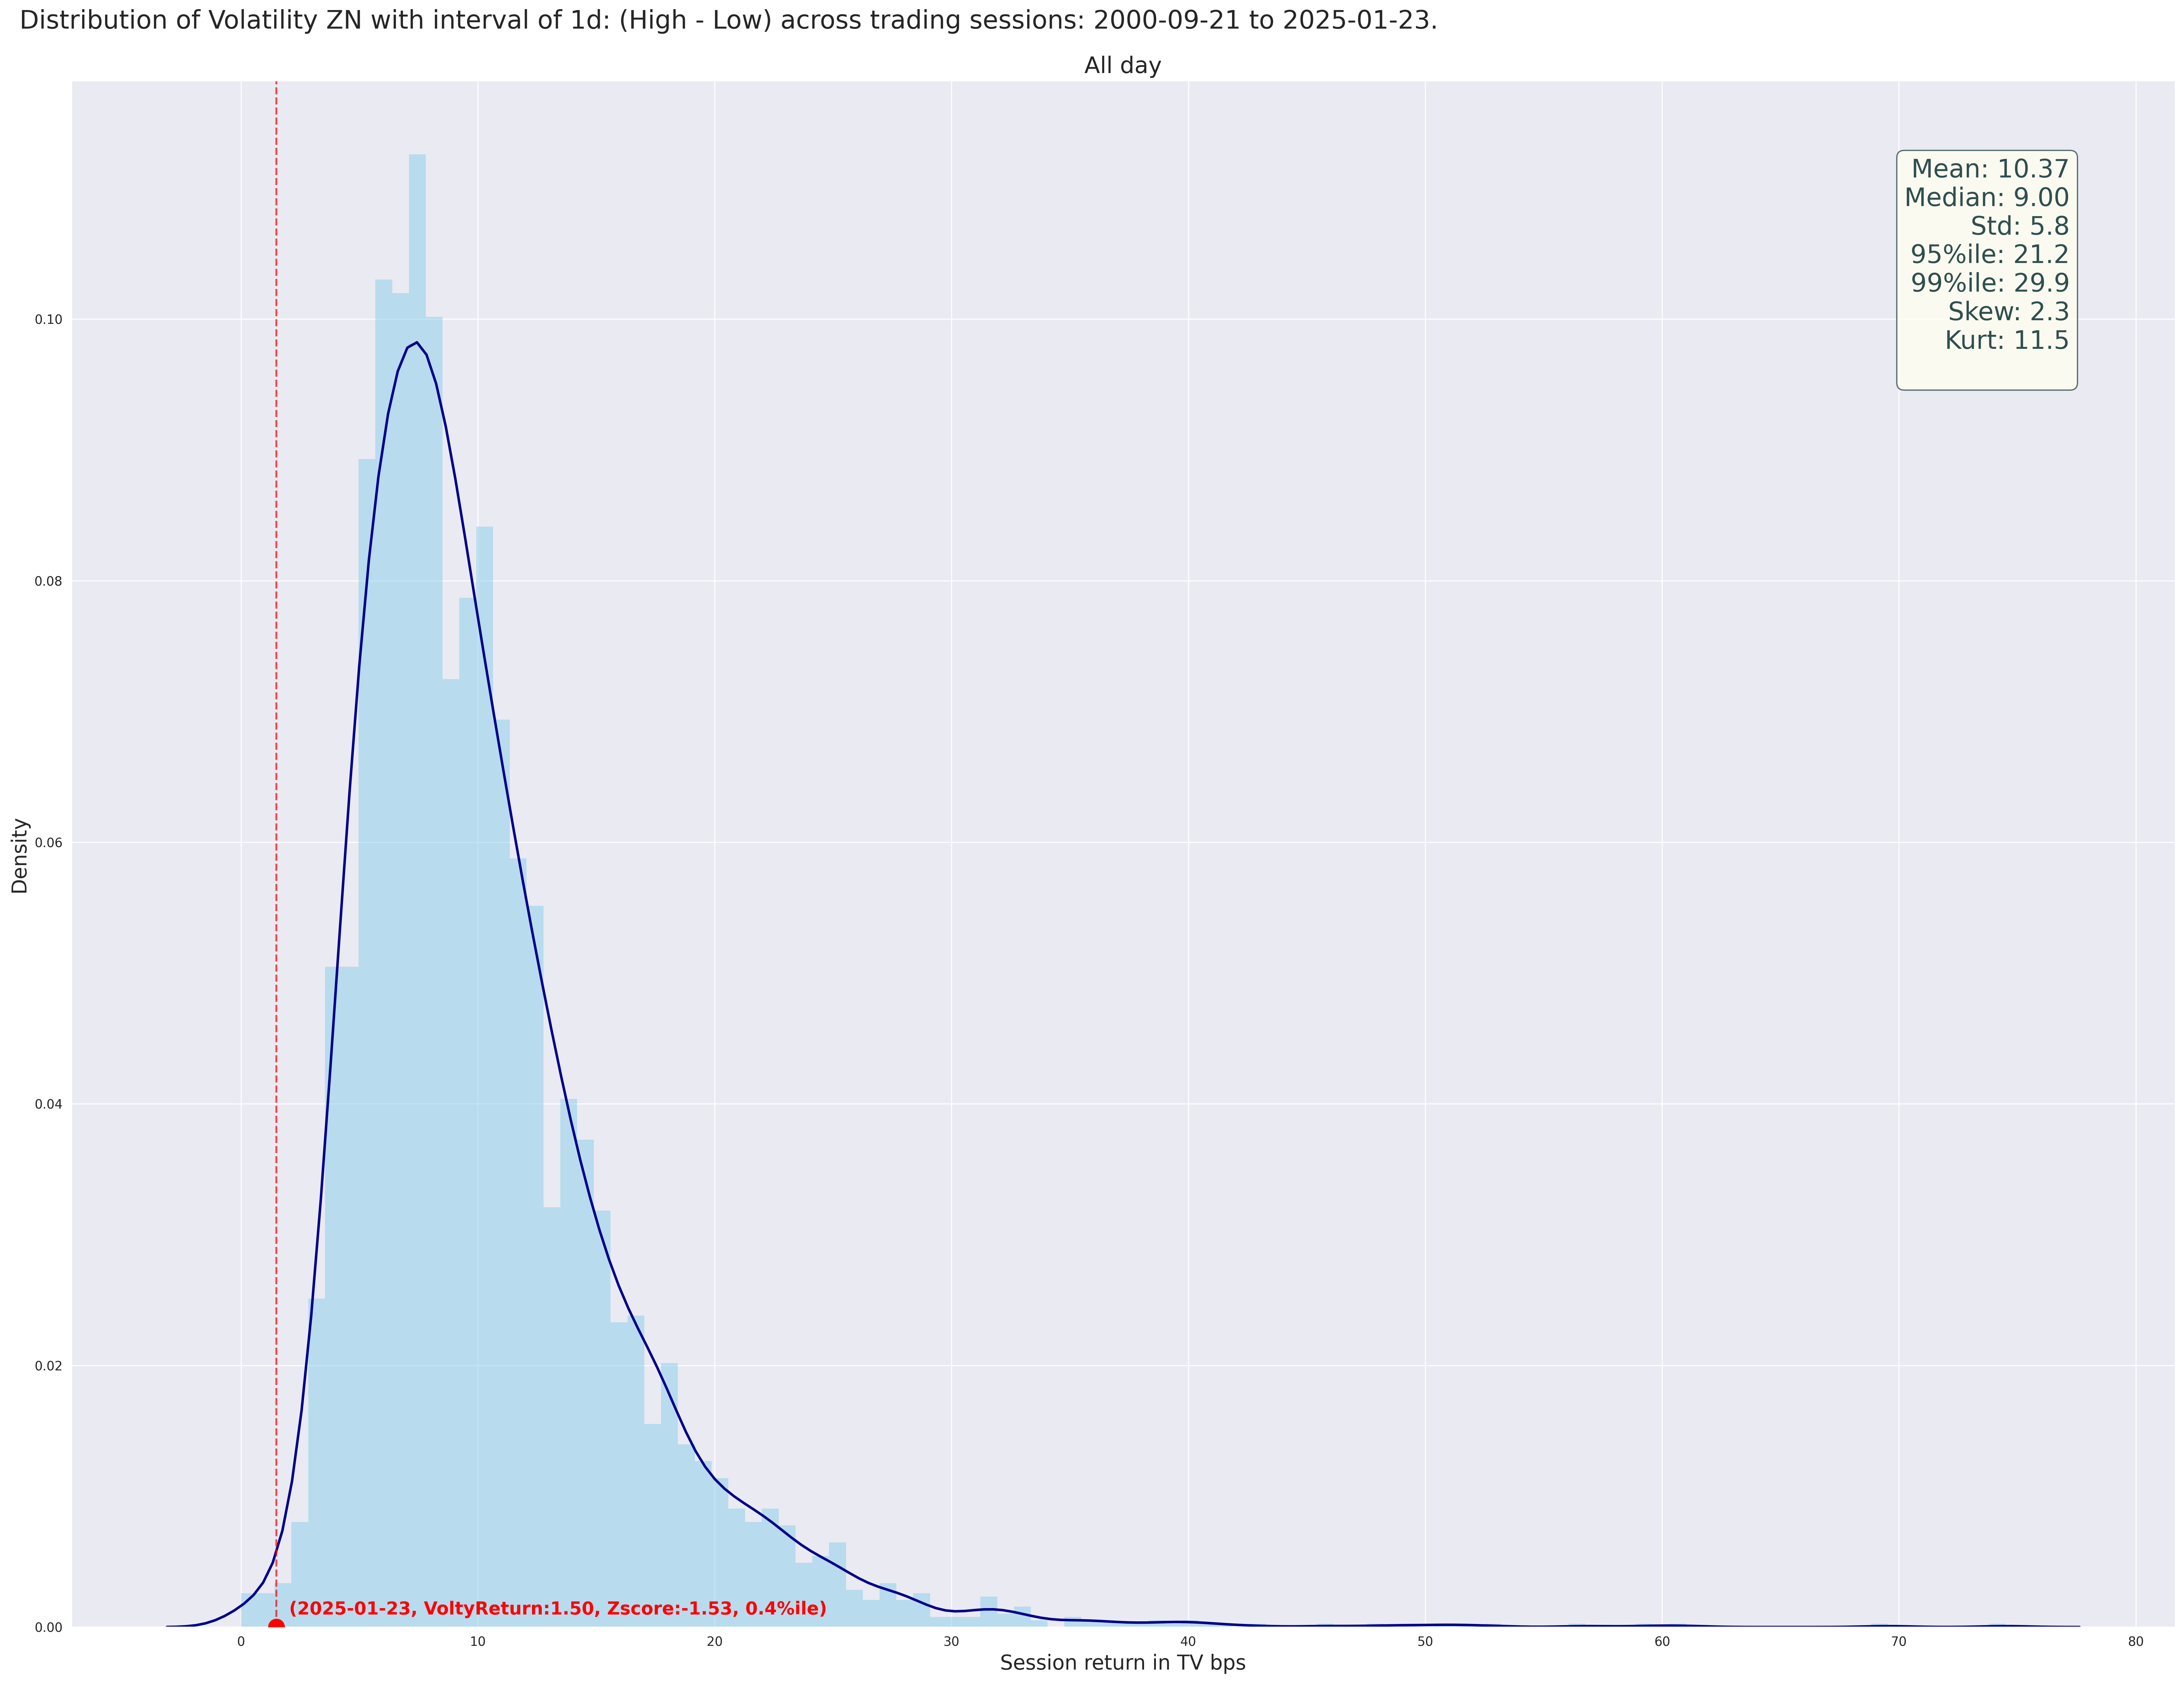 Distribution of Volatility ZN with interval of 1d: (High - Low) across trading sessions: 2000-09-21 to 2025-01-23.
All day
Mean: 10.37
Median: 9.00
Std: 5.8
95%ile: 21.2
99%ile: 29.9
Skew: 2.3
Kurt: 11.5
Density
0.10
0.08
0.06
0.04
0.02
0.00
(2025-01-23, VoltyReturn:1.50, Zscore:-1.53, 0.4%ile)
0 10 20 30 40 50 60 70 80
Session return in TV bps